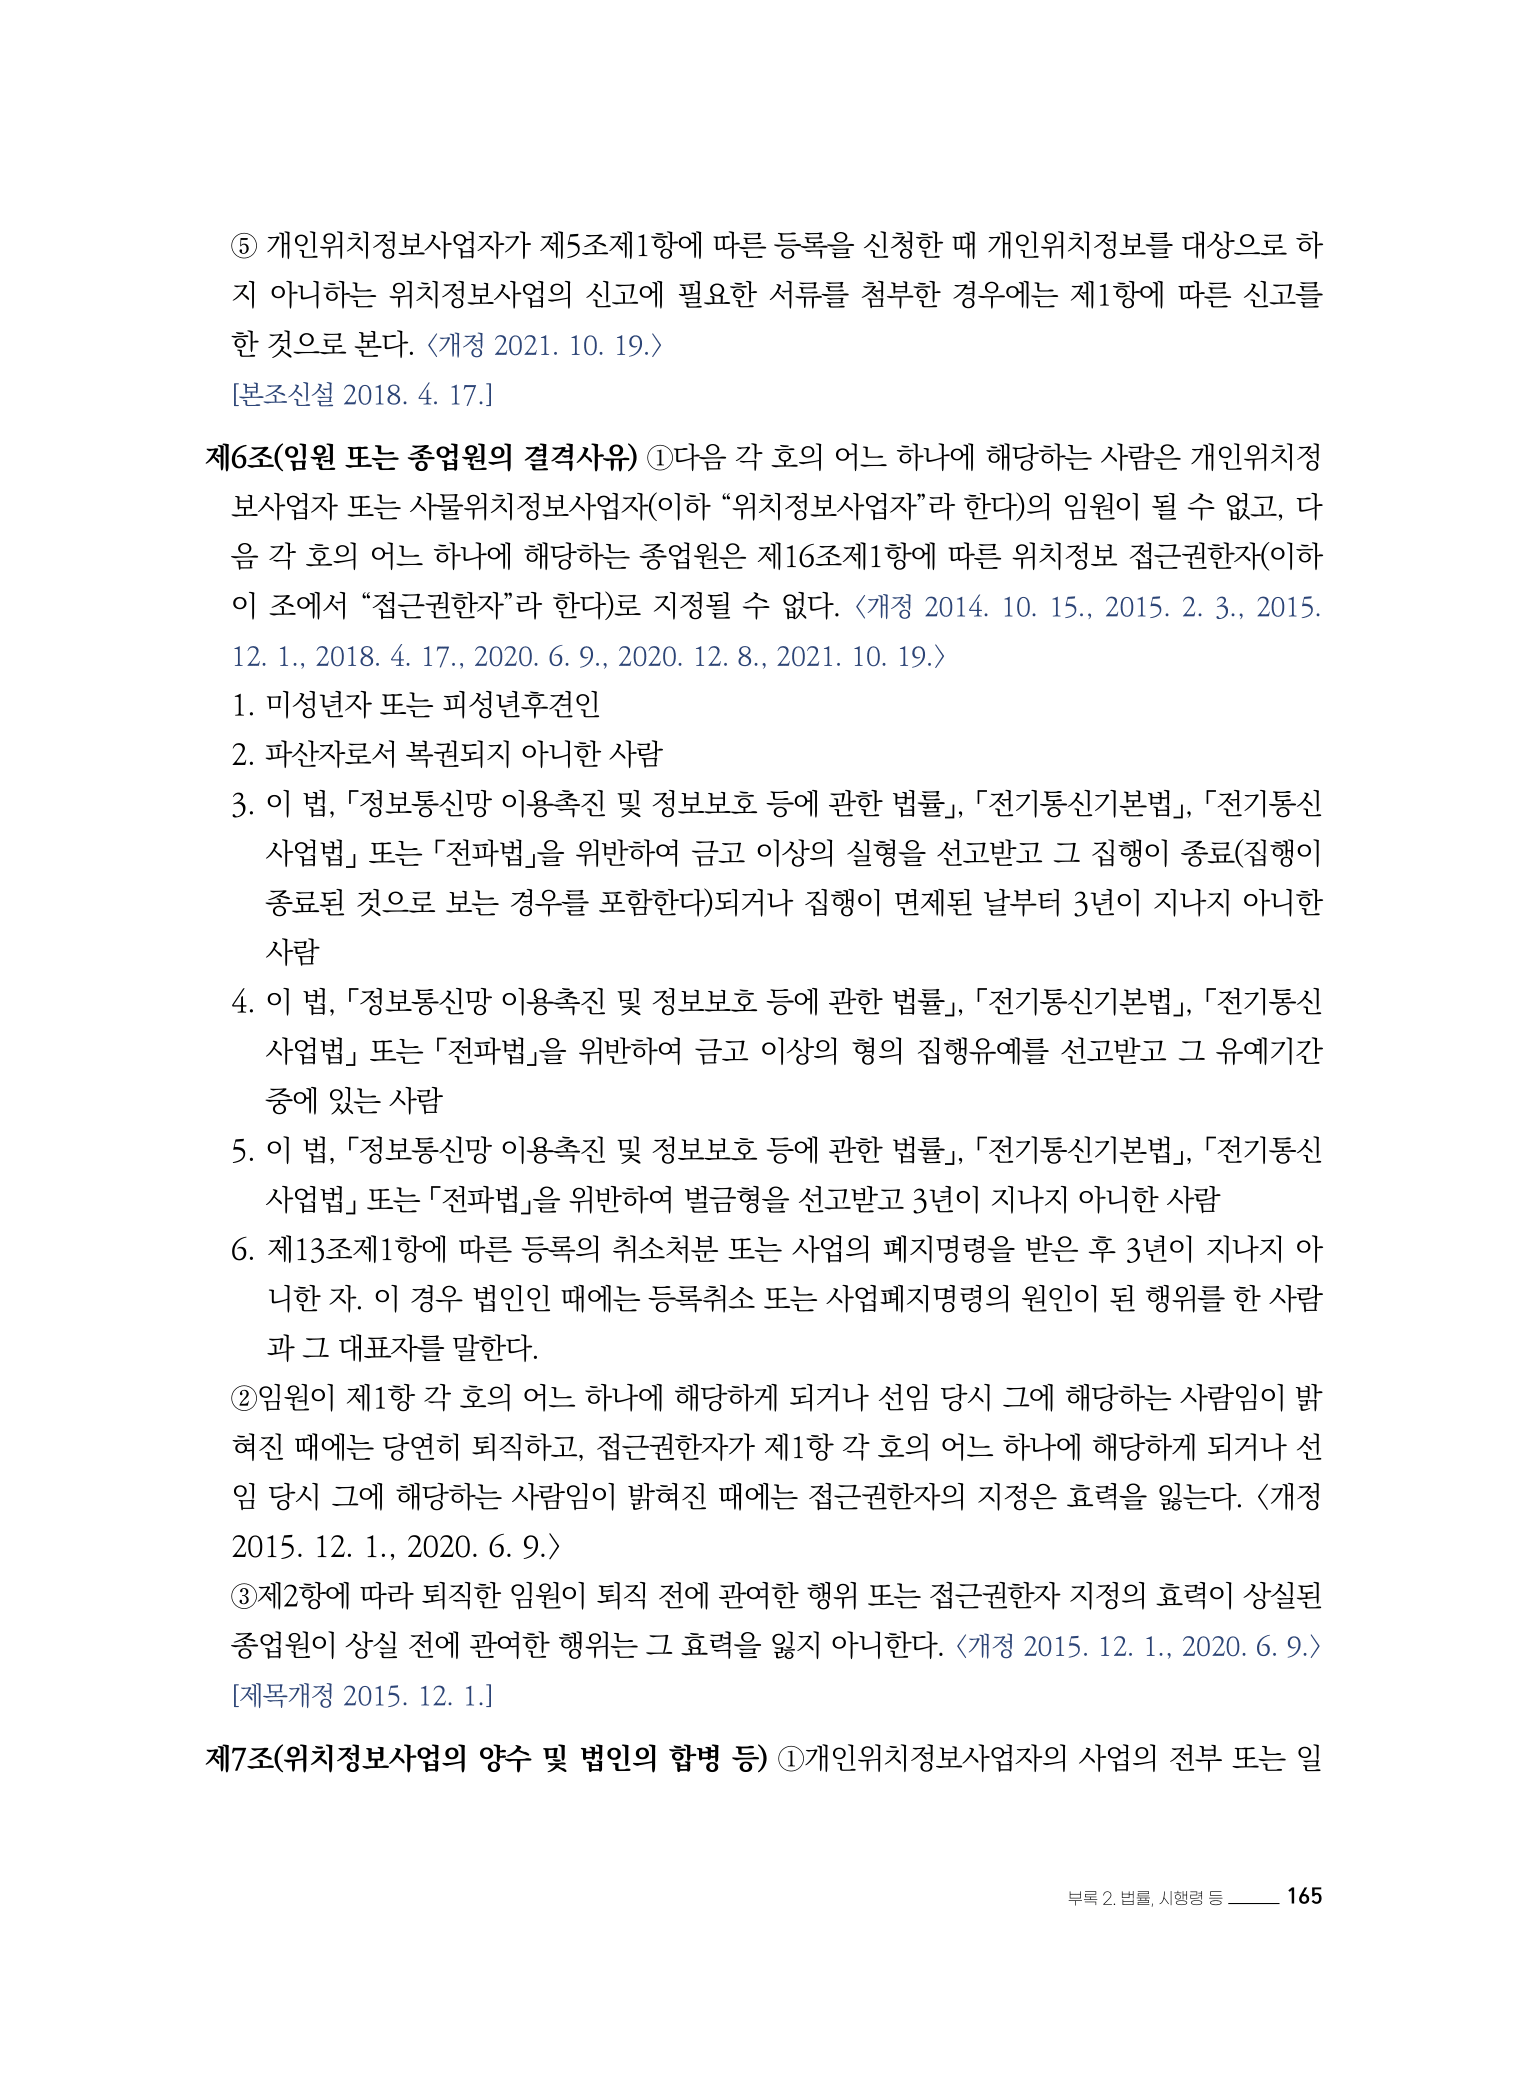 ⑤ 개인위치정보사업자가 제5조제1항에 따른 등록을 신청한 때 개인위치정보를 대상으로 하
지 아니하는 위치정보사업의 신고에 필요한 서류를 첨부한 경우에는 제1항에 따른 신고를
한 것으로 본다. 〈개정 2021. 10. 19.〉
[본조신설 2018. 4. 17.]
제6조(임원 또는 종업원의 결격사유) ①다음 각 호의 어느 하나에 해당하는 사람은 개인위치정
보사업자 또는 사물위치정보사업자(이하 “위치정보사업자”라 한다)의 임원이 될 수 없고, 다
음 각 호의 어느 하나에 해당하는 종업원은 제16조제1항에 따른 위치정보 접근권한자(이하
이 조에서 “접근권한자”라 한다)로 지정될 수 없다. 〈개정 2014. 10. 15., 2015. 2. 3., 2015.
12. 1., 2018. 4. 17., 2020. 6. 9., 2020. 12. 8., 2021. 10. 19.〉
1. 미성년자 또는 피성년후견인
2. 파산자로서 복권되지 아니한 사람
3. 이 법, 「정보통신망 이용촉진 및 정보보호 등에 관한 법률」, 「전기통신기본법」, 「전기통신
사업법」 또는 「전파법」을 위반하여 금고 이상의 실형을 선고받고 그 집행이 종료(집행이
종료된 것으로 보는 경우를 포함한다)되거나 집행이 면제된 날부터 3년이 지나지 아니한
사람
4. 이 법, 「정보통신망 이용촉진 및 정보보호 등에 관한 법률」, 「전기통신기본법」, 「전기통신
사업법」 또는 「전파법」을 위반하여 금고 이상의 형의 집행유예를 선고받고 그 유예기간
중에 있는 사람
5. 이 법, 「정보통신망 이용촉진 및 정보보호 등에 관한 법률」, 「전기통신기본법」, 「전기통신
사업법」 또는 「전파법」을 위반하여 벌금형을 선고받고 3년이 지나지 아니한 사람
6. 제13조제1항에 따른 등록의 취소처분 또는 사업의 폐지명령을 받은 후 3년이 지나지 아
니한 자. 이 경우 법인인 때에는 등록취소 또는 사업폐지명령의 원인이 된 행위를 한 사람
과 그 대표자를 말한다.
②임원이 제1항 각 호의 어느 하나에 해당하게 되거나 선임 당시 그에 해당하는 사람임이 밝
혀진 때에는 당연히 퇴직하고, 접근권한자가 제1항 각 호의 어느 하나에 해당하게 되거나 선
임 당시 그에 해당하는 사람임이 밝혀진 때에는 접근권한자의 지정은 효력을 잃는다. 〈개정
2015. 12. 1., 2020. 6. 9.〉
③제2항에 따라 퇴직한 임원이 퇴직 전에 관여한 행위 또는 접근권한자 지정의 효력이 상실된
종업원이 상실 전에 관여한 행위는 그 효력을 잃지 아니한다. 〈개정 2015. 12. 1., 2020. 6. 9.〉
[제목개정 2015. 12. 1.]
제7조(위치정보사업의 양수 및 법인의 합병 등) ①개인위치정보사업자의 사업의 전부 또는 일
부록 2. 법률, 시행령 등 165